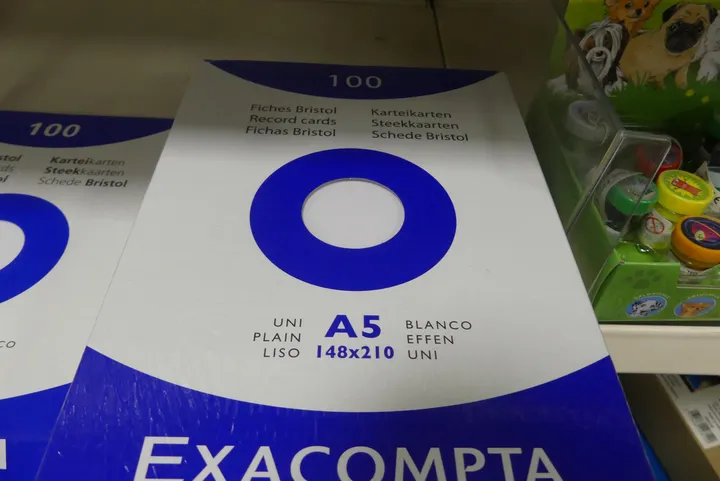 100
Fiches Bristol
Record cards
Fichas Bristol
Karteikarten
Steekkaarten
Schede Bristol
UNI
PLAIN
LISO
A5
148x210
BLANCO
EFFEN
UNI
EXACOMPTA
100
Karteikarten
Steekkaarten
Schede Bristol